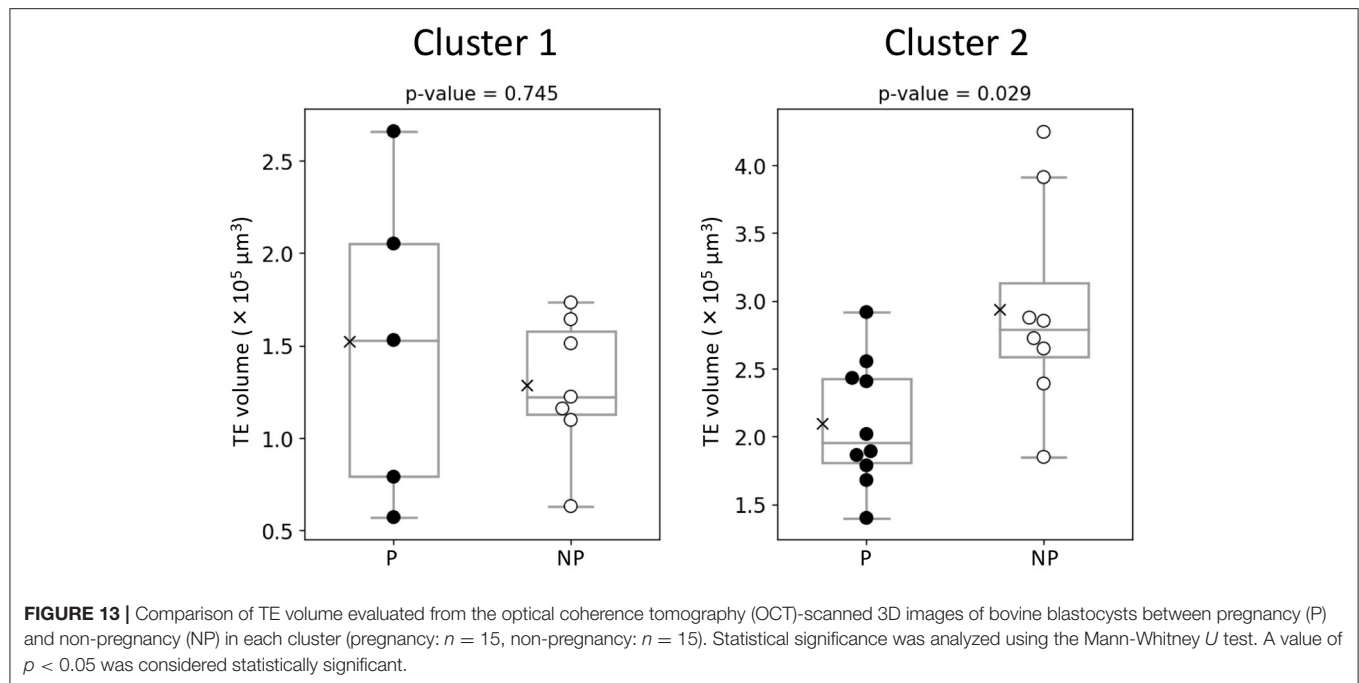 Cluster 1
Cluster 2
p-value = 0.745
p-value = 0.029
TE volume ( × 10⁵ μm³)
2.5
2.0
1.5
1.0
0.5
P
NP
TE volume ( × 10⁵ μm³)
4.0
3.5
3.0
2.5
2.0
1.5
P
NP
FIGURE 13 | Comparison of TE volume evaluated from the optical coherence tomography (OCT)-scanned 3D images of bovine blastocysts between pregnancy (P)
and non-pregnancy (NP) in each cluster (pregnancy: n = 15, non-pregnancy: n = 15). Statistical significance was analyzed using the Mann-Whitney U test. A value of
p < 0.05 was considered statistically significant.